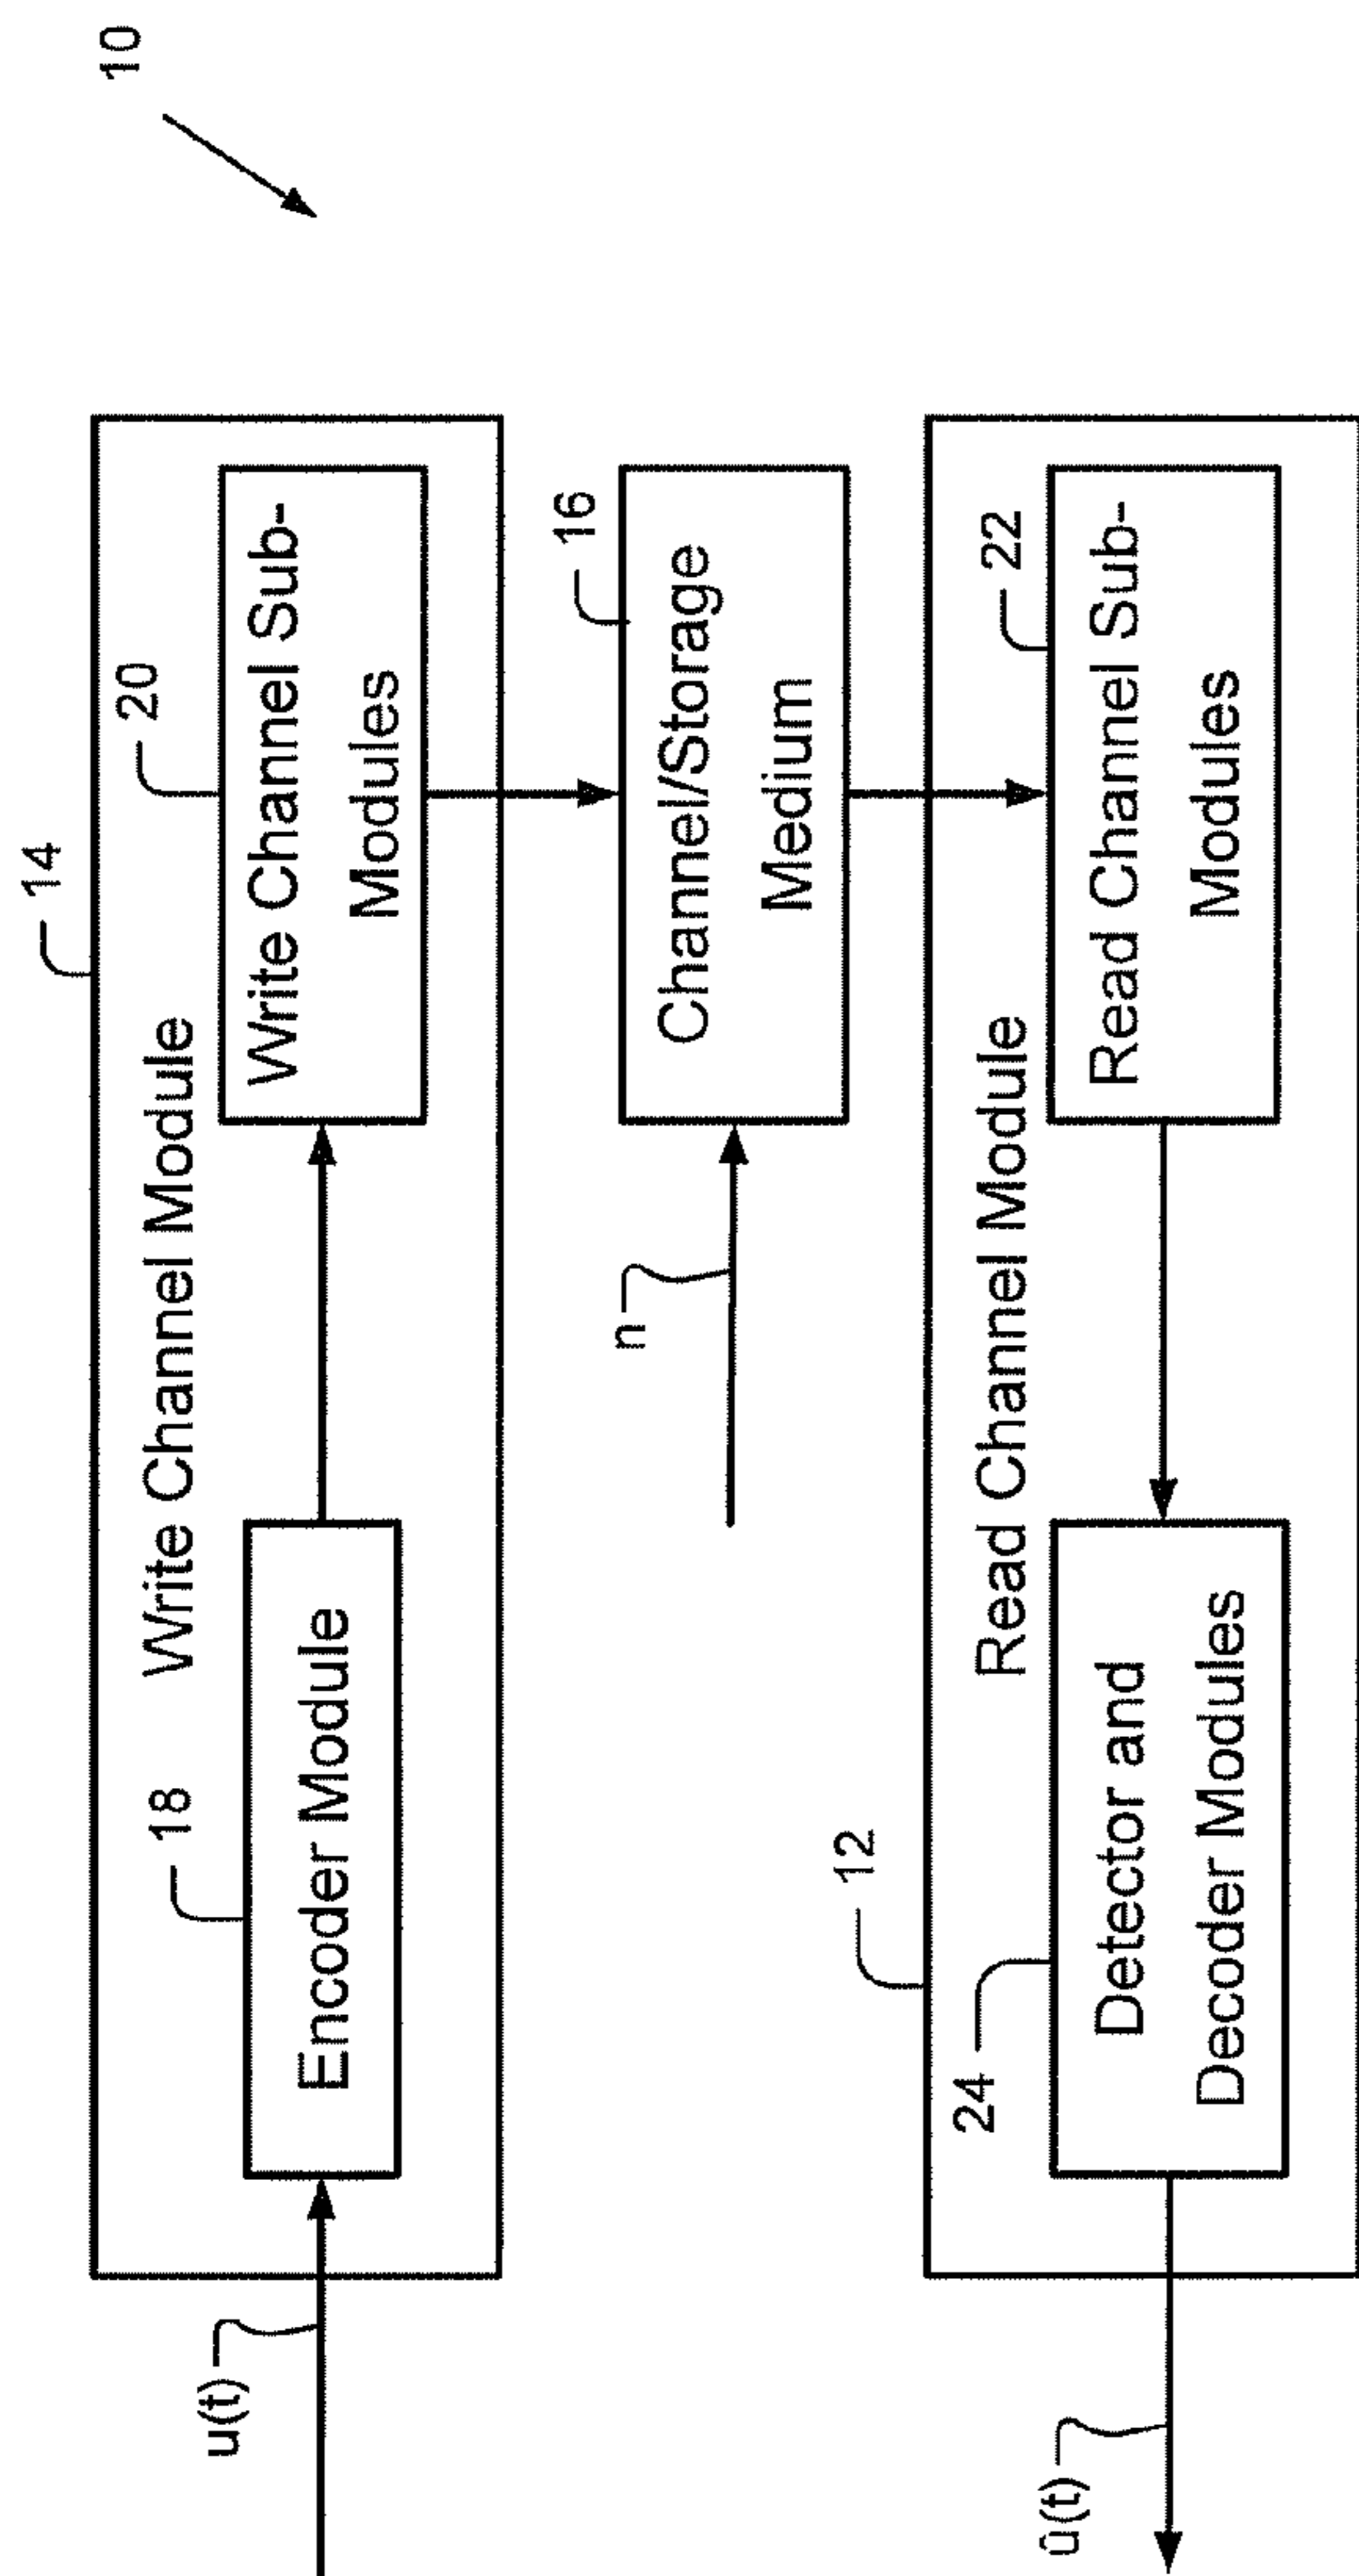 10
14
Write Channel Module
18
20
u(t)
Encoder Module
Write Channel Sub-
Modules
16
n
Channel/Storage
Medium
12
Read Channel Module
24
22
û(t)
Detector and
Decoder Modules
Read Channel Sub-
Modules